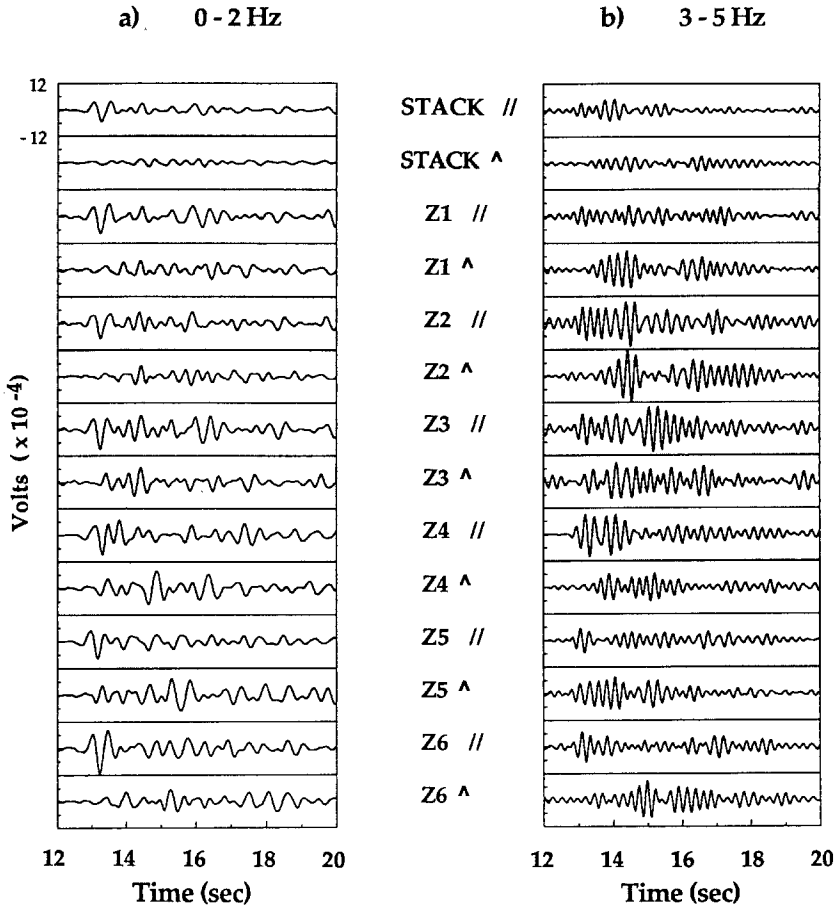 a) 0 - 2 Hz b) 3 - 5 Hz
12
- 12
STACK //
STACK ^
Z1 //
Z1 ^
Z2 //
Z2 ^
Z3 //
Z3 ^
Z4 //
Z4 ^
Z5 //
Z5 ^
Z6 //
Z6 ^
Volts ( x 10 -4)
12 14 16 18 20 12 14 16 18 20
Time (sec) Time (sec)